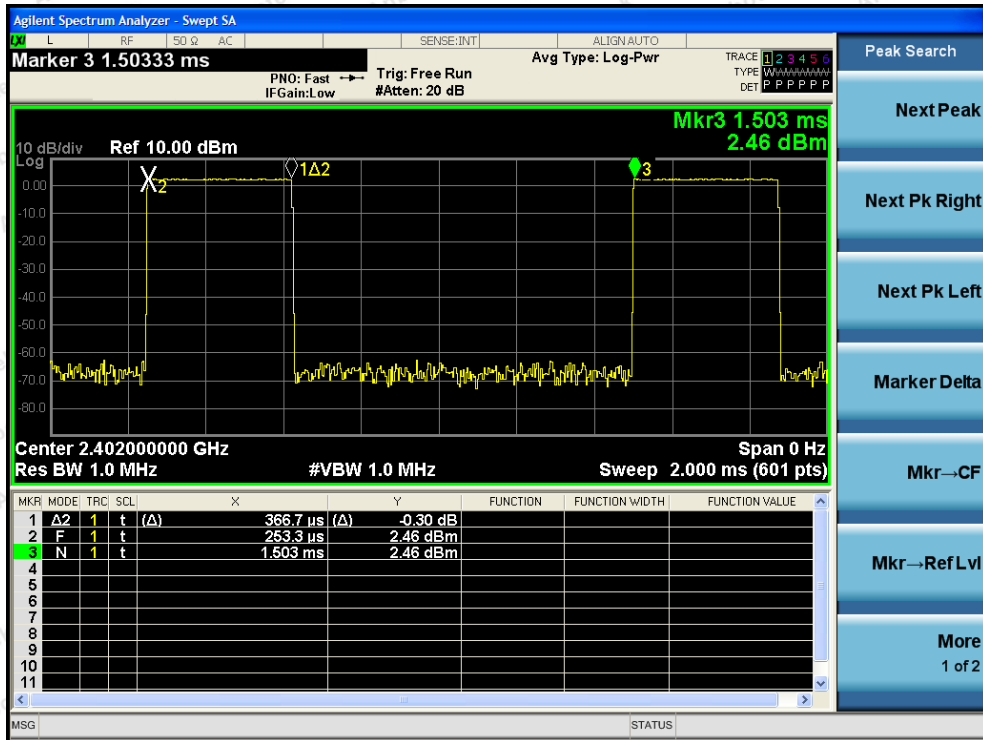 Agilent Spectrum Analyzer - Swept SA
LXI L RF 50 Ω AC SENSE:INT ALIGN AUTO
Marker 3 1.50333 ms
PNO: Fast
IFGain:Low
Trig: Free Run
#Atten: 20 dB
Avg Type: Log-Pwr
TRACE 1 2 3 4 5 6
TYPE W
DET P P P P P P
Mkr3 1.503 ms
2.46 dBm
10 dB/div Ref 10.00 dBm
Log
0.00
-10.0
-20.0
-30.0
-40.0
-50.0
-60.0
-70.0
-80.0
2
1Δ2
3
Center 2.402000000 GHz Span 0 Hz
Res BW 1.0 MHz #VBW 1.0 MHz Sweep 2.000 ms (601 pts)
MKR MODE TRC SCL X Y FUNCTION FUNCTION WIDTH FUNCTION VALUE
1 Δ2 1 t (Δ) 366.7 µs (Δ) -0.30 dB
2 F 1 t 253.3 µs 2.46 dBm
3 N 1 t 1.503 ms 2.46 dBm
4
5
6
7
8
9
10
11
MSG STATUS
Peak Search
Next Peak
Next Pk Right
Next Pk Left
Marker Delta
Mkr→CF
Mkr→Ref Lvl
More
1 of 2